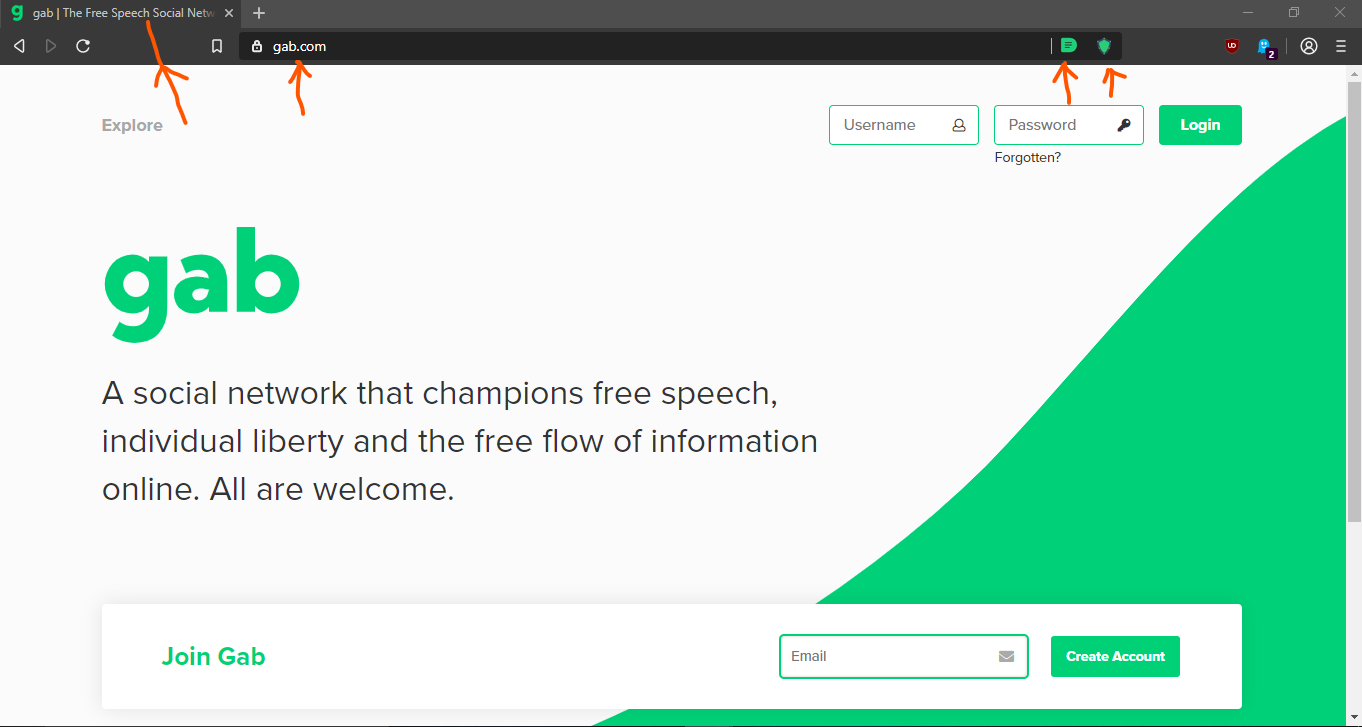 gab | The Free Speech Social Netw
gab.com
2
Explore
Username
Password
Login
Forgotten?
gab
A social network that champions free speech,
individual liberty and the free flow of information
online. All are welcome.
Join Gab
Email
Create Account